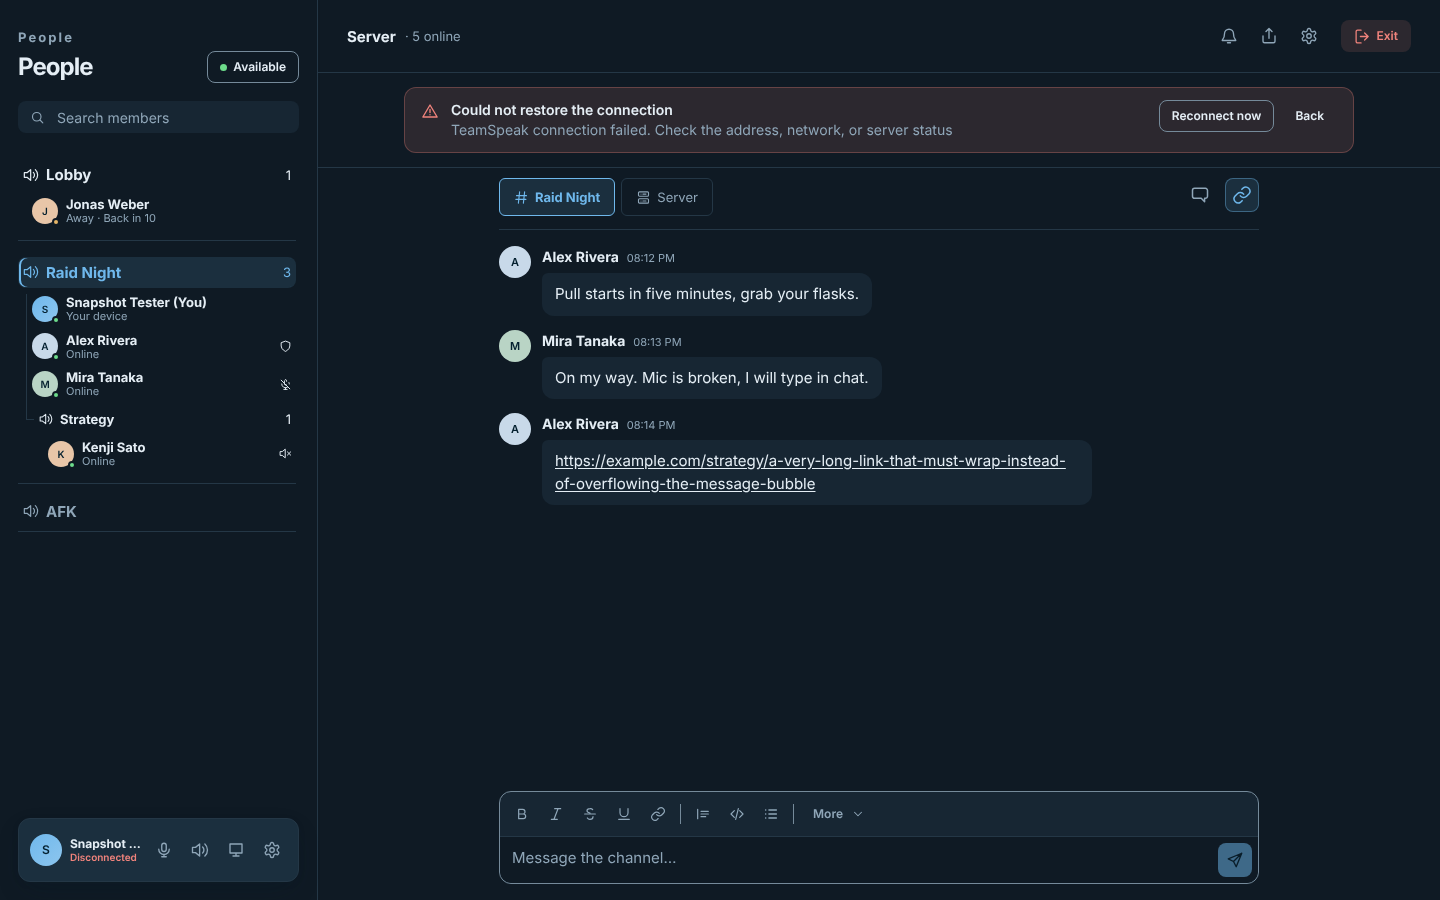 People
People
Available
Search members
Lobby 1
J
Jonas Weber
Away · Back in 10
Raid Night 3
S
Snapshot Tester (You)
Your device
A
Alex Rivera
Online
M
Mira Tanaka
Online
Strategy 1
K
Kenji Sato
Online
AFK
S
Snapshot ...
Disconnected
Server · 5 online
Exit
Could not restore the connection
TeamSpeak connection failed. Check the address, network, or server status
Reconnect now
Back
Raid Night
Server
A
Alex Rivera 08:12 PM
Pull starts in five minutes, grab your flasks.
M
Mira Tanaka 08:13 PM
On my way. Mic is broken, I will type in chat.
A
Alex Rivera 08:14 PM
https://example.com/strategy/a-very-long-link-that-must-wrap-instead-
of-overflowing-the-message-bubble
More
Message the channel...